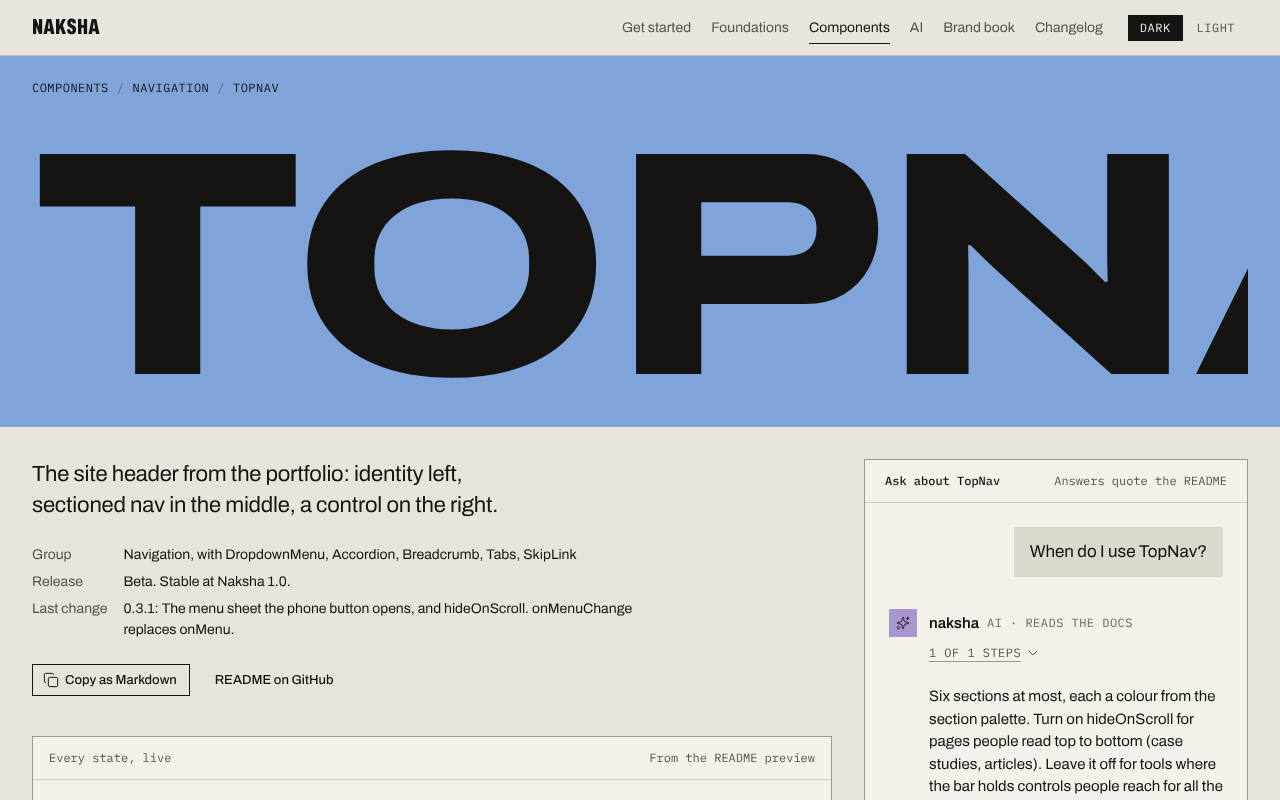 NAKSHA
Get started Foundations Components AI Brand book Changelog DARK LIGHT
COMPONENTS / NAVIGATION / TOPNAV
TOPN
The site header from the portfolio: identity left,
sectioned nav in the middle, a control on the right.
Group Navigation, with DropdownMenu, Accordion, Breadcrumb, Tabs, SkipLink
Release Beta. Stable at Naksha 1.0.
Last change 0.3.1: The menu sheet the phone button opens, and hideOnScroll. onMenuChange
replaces onMenu.
Copy as Markdown README on GitHub
Every state, live From the README preview
Ask about TopNav Answers quote the README
When do I use TopNav?
naksha AI · READS THE DOCS
1 OF 1 STEPS
Six sections at most, each a colour from the
section palette. Turn on hideOnScroll for
pages people read top to bottom (case
studies, articles). Leave it off for tools where
the bar holds controls people reach for all the